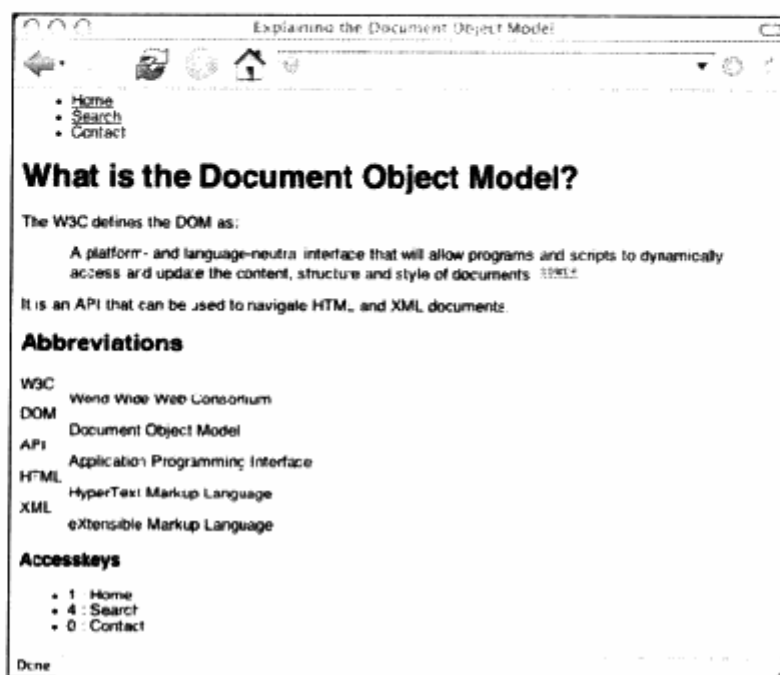 Explaining the Document Object Model
Home
Search
Contact
What is the Document Object Model?
The W3C defines the DOM as:
A platform- and language-neutral interface that will allow programs and scripts to dynamically
access and update the content, structure and style of documents
It is an API that can be used to navigate HTML and XML documents.
Abbreviations
W3C
World Wide Web Consortium
DOM
Document Object Model
API
Application Programming Interface
HTML
HyperText Markup Language
XML
eXtensible Markup Language
Accesskeys
1 : Home
4 : Search
0 : Contact
Done